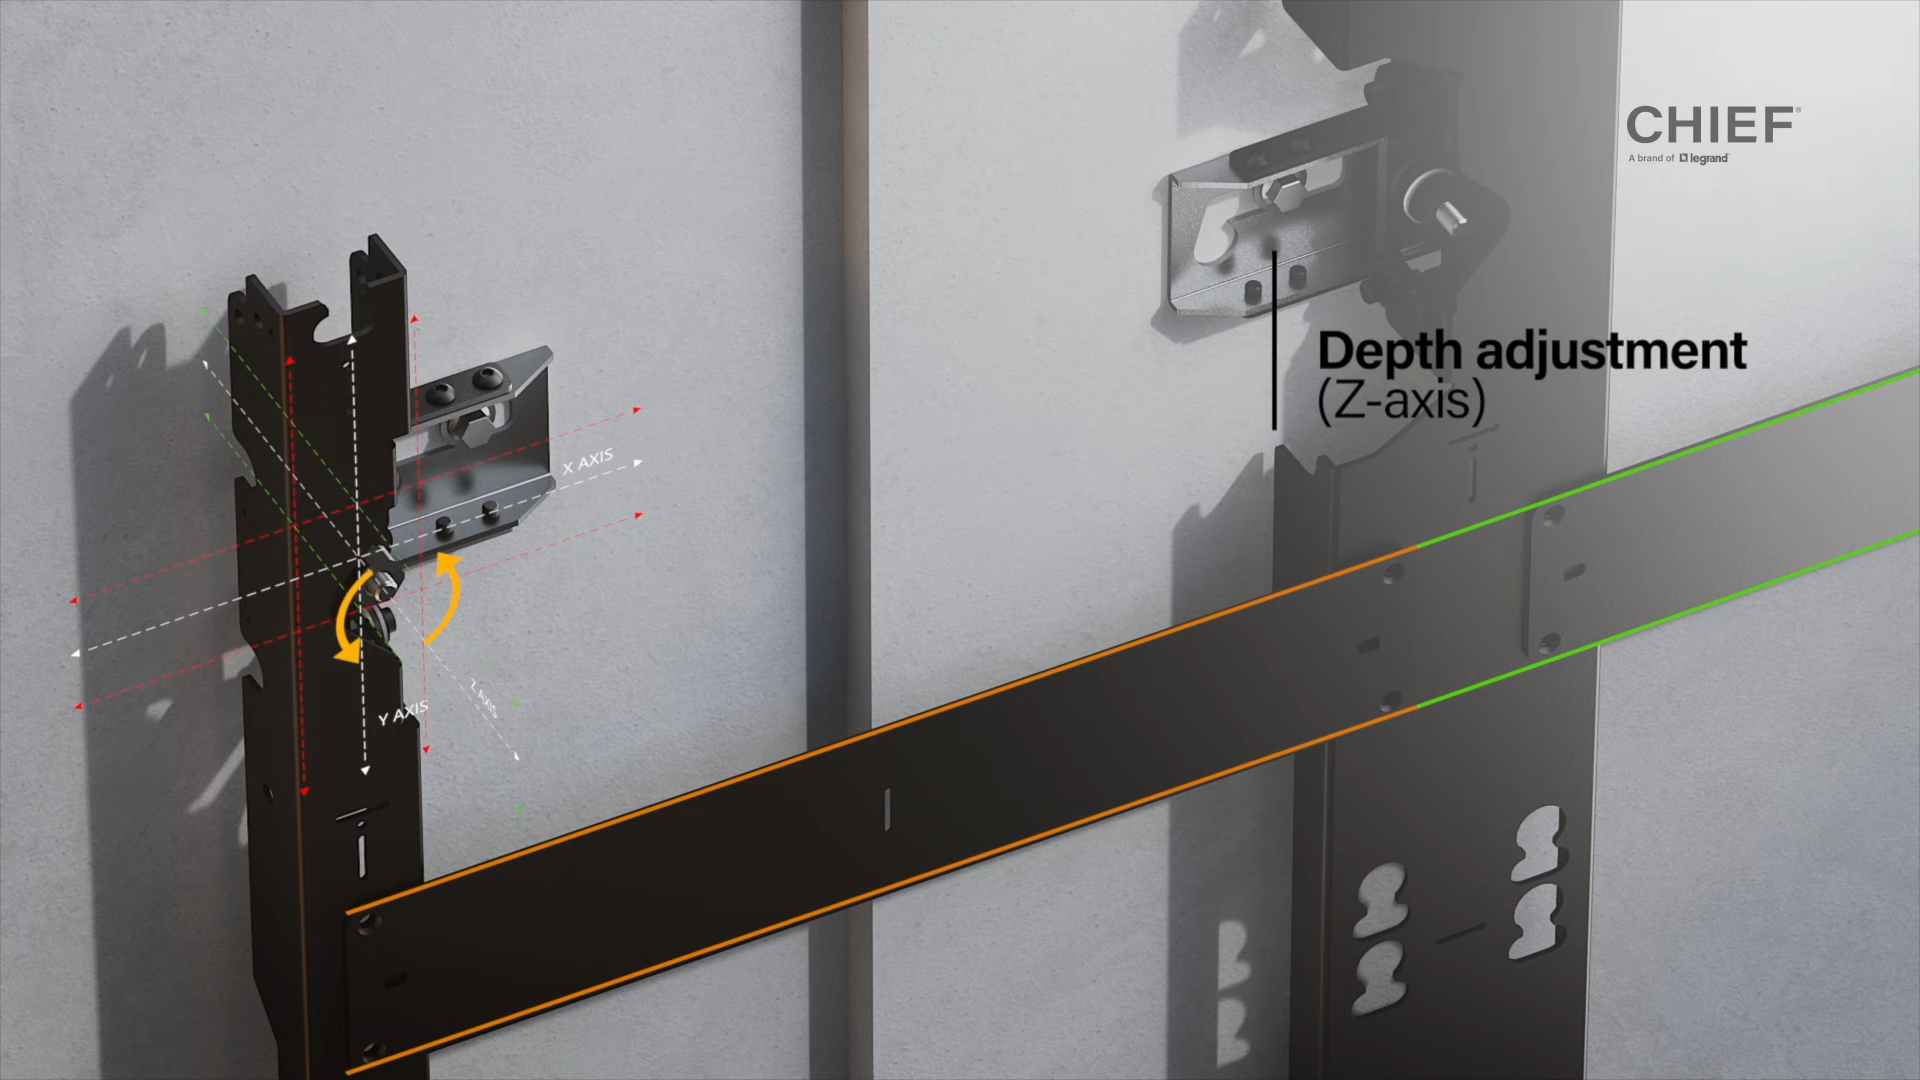 CHIEF®
A brand of legrand
Depth adjustment
(Z-axis)
X AXIS
Z AXIS
Y AXIS